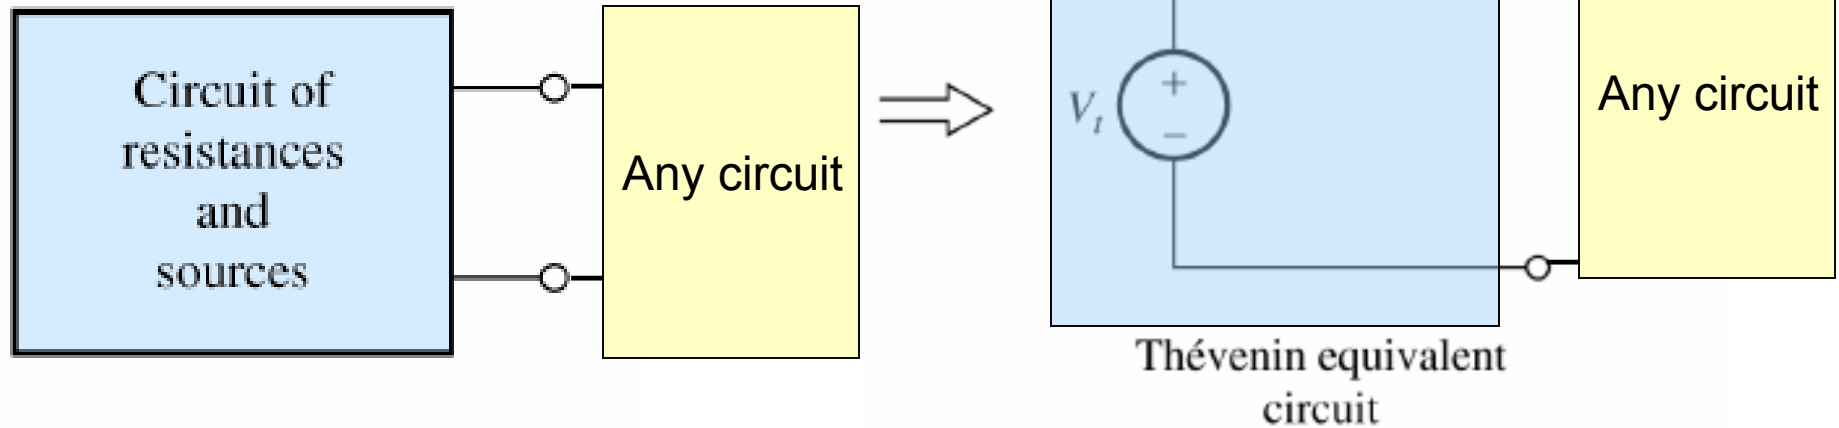 Circuit of
resistances
and
sources
Any circuit
V_t
+
−
Any circuit
Thévenin equivalent
circuit